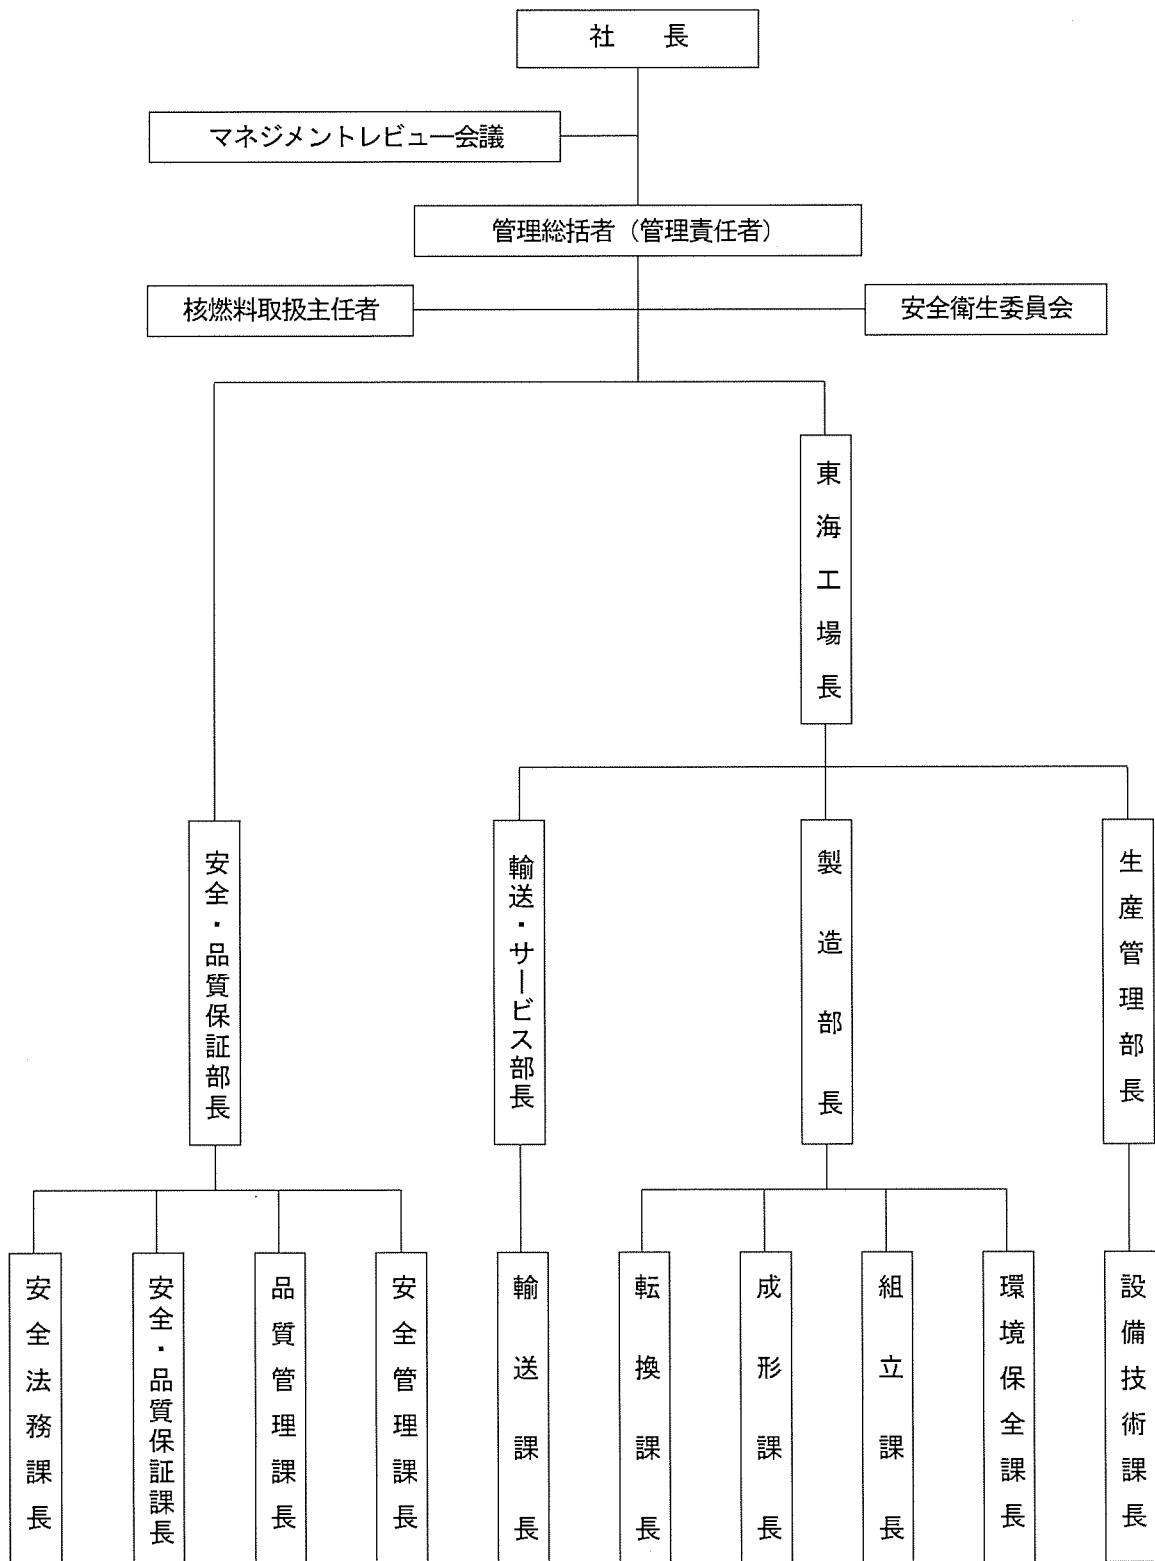 社　長
マネジメントレビュー会議
管理総括者（管理責任者）
核燃料取扱主任者
安全衛生委員会
東海工場長
安全・品質保証部長
輸送・サービス部長
製造部長
生産管理部長
安全法務課長
安全・品質保証課長
品質管理課長
安全管理課長
輸送課長
転換課長
成形課長
組立課長
環境保全課長
設備技術課長